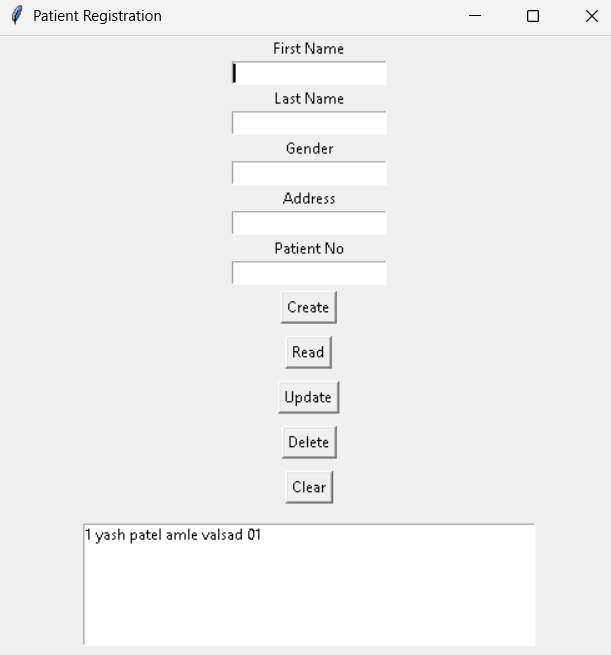 Patient Registration
First Name
Last Name
Gender
Address
Patient No
Create
Read
Update
Delete
Clear
1 yash patel amle valsad 01